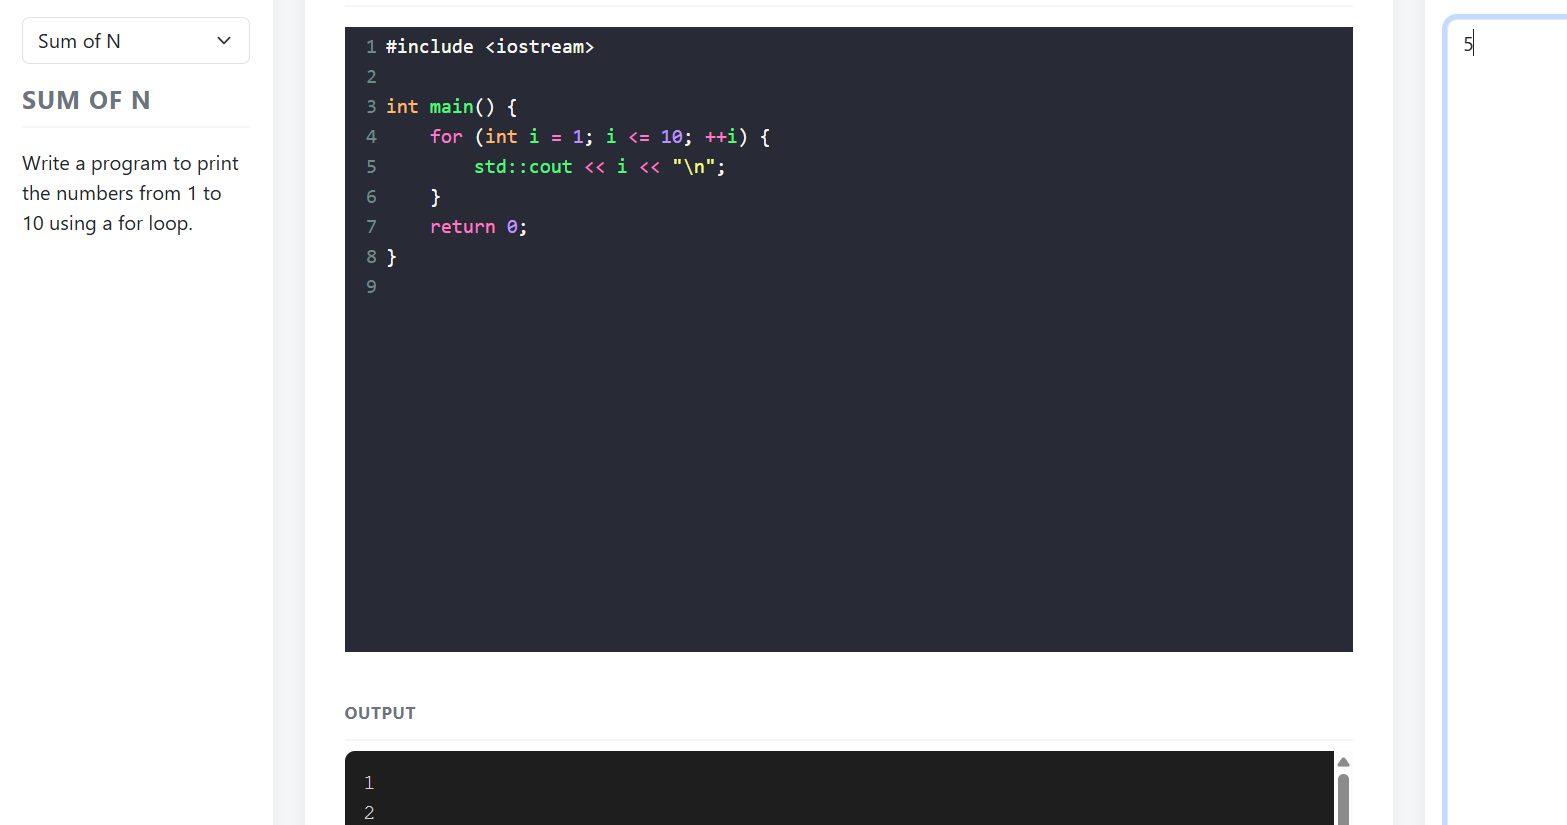 Sum of N
SUM OF N
Write a program to print
the numbers from 1 to
10 using a for loop.
1 #include <iostream>
2
3 int main() {
4     for (int i = 1; i <= 10; ++i) {
5         std::cout << i << "\n";
6     }
7     return 0;
8 }
9
OUTPUT
1
2
5